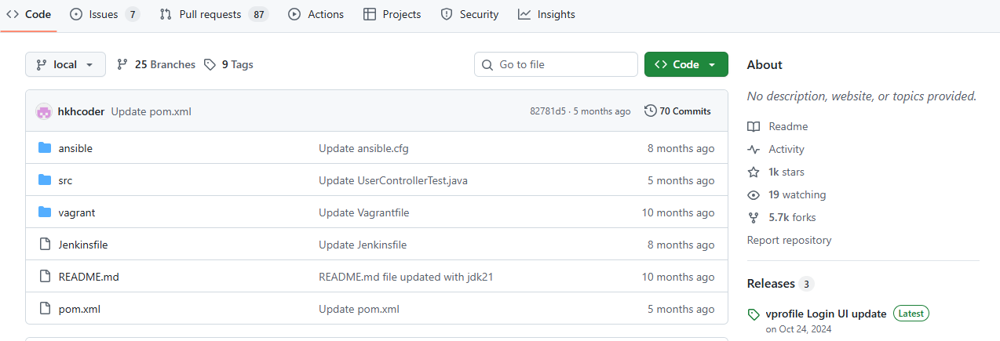 Code Issues 7 Pull requests 87 Actions Projects Security Insights
local 25 Branches 9 Tags Go to file Code
hkhcoder Update pom.xml 82781d5 · 5 months ago 70 Commits
ansible Update ansible.cfg 8 months ago
src Update UserControllerTest.java 5 months ago
vagrant Update Vagrantfile 10 months ago
Jenkinsfile Update Jenkinsfile 8 months ago
README.md README.md file updated with jdk21 10 months ago
pom.xml Update pom.xml 5 months ago
About
No description, website, or topics provided.
Readme
Activity
1k stars
19 watching
5.7k forks
Report repository
Releases 3
vprofile Login UI update Latest
on Oct 24, 2024